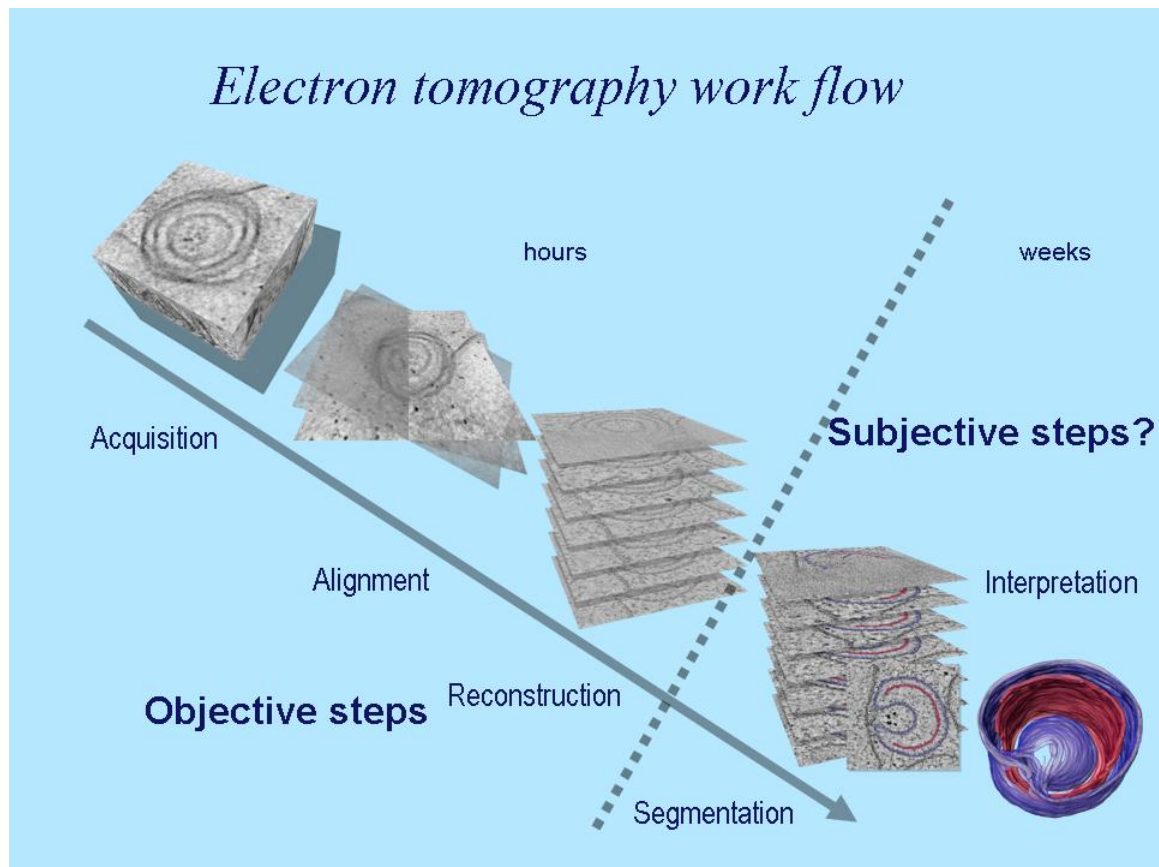 Electron tomography work flow
hours
weeks
Acquisition
Subjective steps?
Alignment
Interpretation
Objective steps
Reconstruction
Segmentation